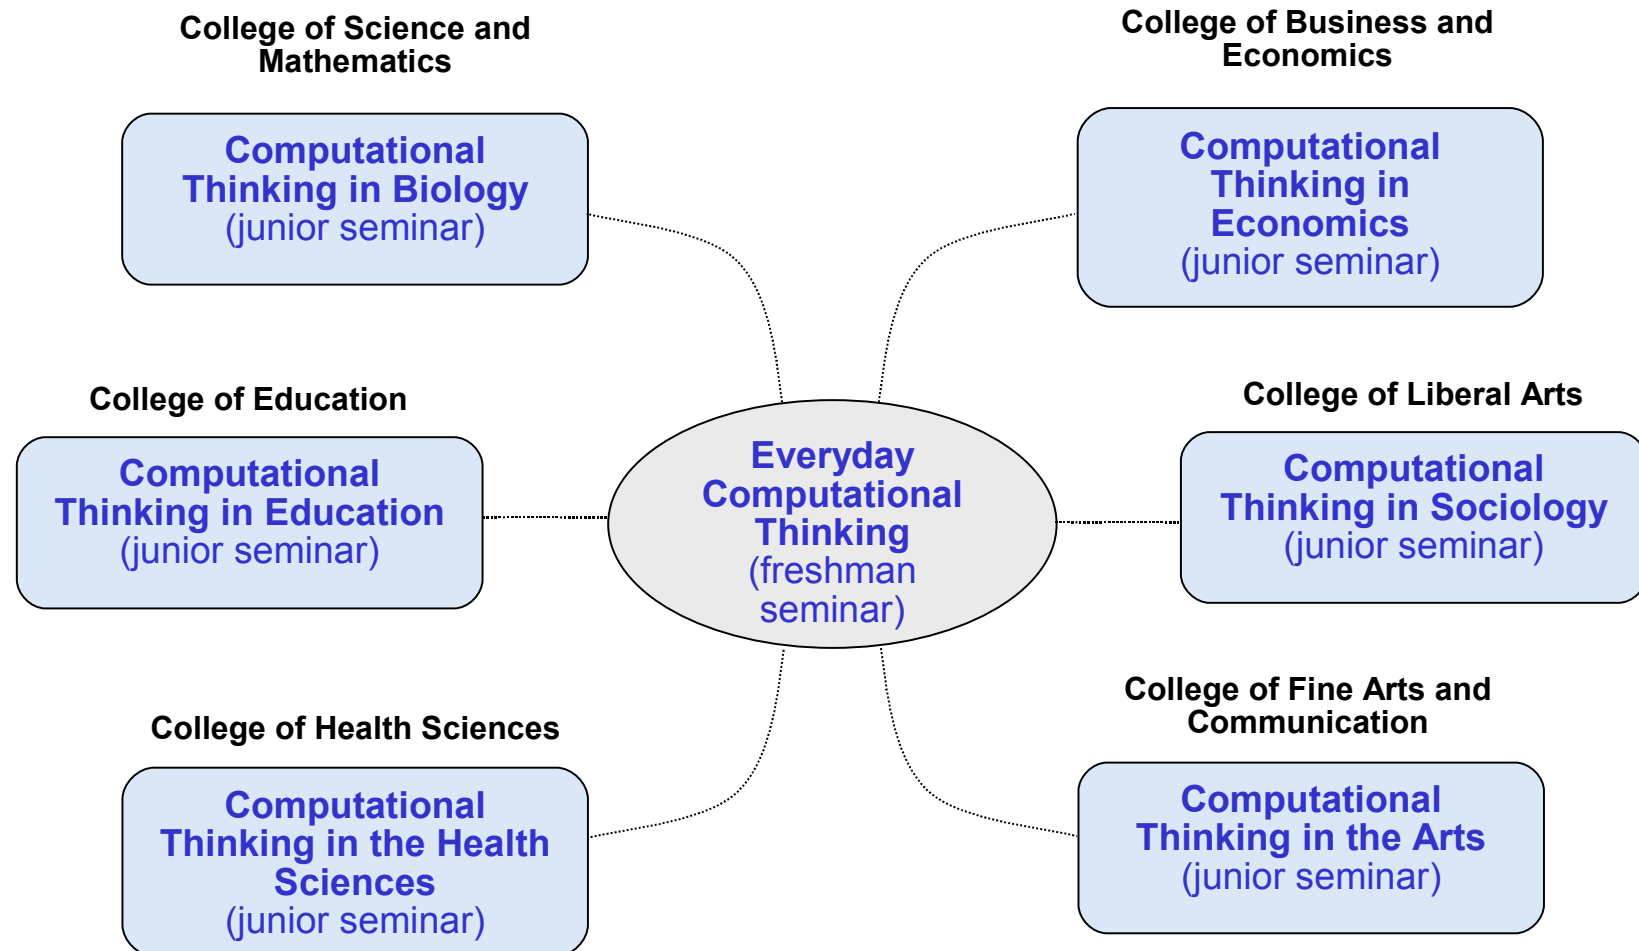 College of Science and
Mathematics
Computational
Thinking in Biology
(junior seminar)
College of Business and
Economics
Computational
Thinking in
Economics
(junior seminar)
College of Education
Computational
Thinking in Education
(junior seminar)
Everyday
Computational
Thinking
(freshman
seminar)
College of Liberal Arts
Computational
Thinking in Sociology
(junior seminar)
College of Health Sciences
Computational
Thinking in the Health
Sciences
(junior seminar)
College of Fine Arts and
Communication
Computational
Thinking in the Arts
(junior seminar)